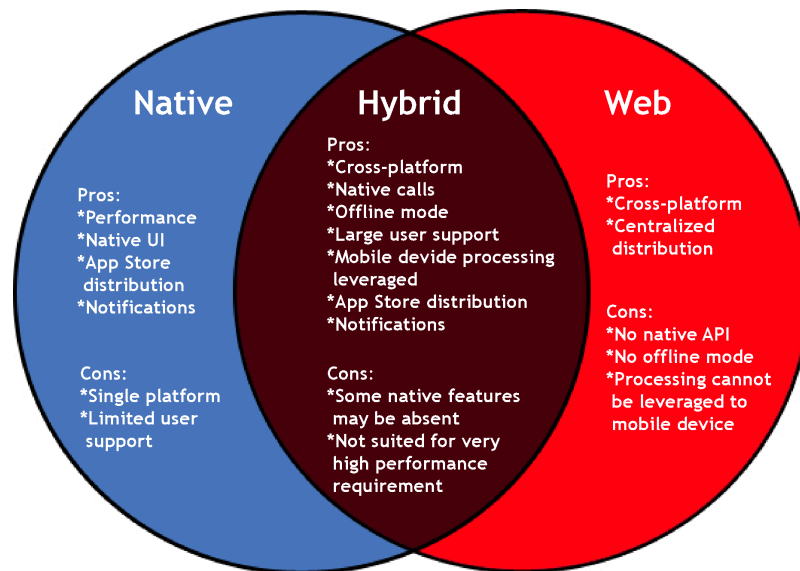 Native
Pros:
*Performance
*Native UI
*App Store
distribution
*Notifications
Cons:
*Single platform
*Limited user
support
Hybrid
Pros:
*Cross-platform
*Native calls
*Offline mode
*Large user support
*Mobile devide processing
leveraged
*App Store distribution
*Notifications
Cons:
*Some native features
may be absent
*Not suited for very
high performance
requirement
Web
Pros:
*Cross-platform
*Centralized
distribution
Cons:
*No native API
*No offline mode
*Processing cannot
be leveraged to
mobile device